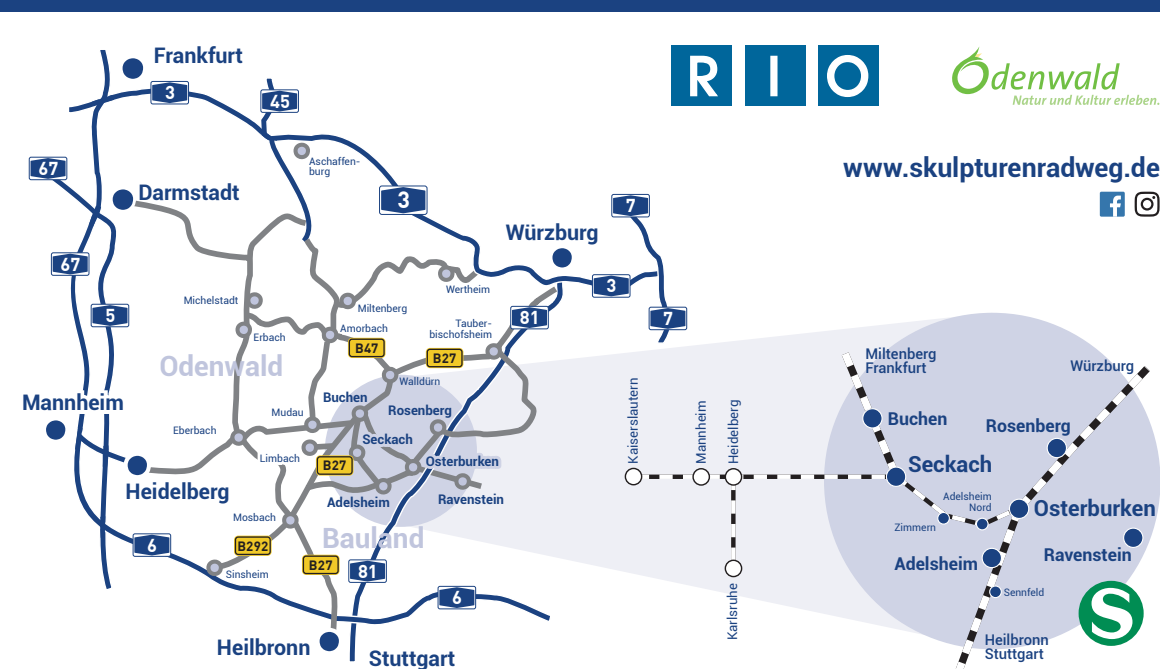 Frankfurt
3
45
Aschaffen-
burg
67
Darmstadt
3
7
Würzburg
67
Wertheim
3
Michelstadt
Miltenberg
5
81
7
Tauber-
bischofsheim
Erbach
Amorbach
B47
B27
Odenwald
Walldürn
Mannheim
Buchen
Mudau
Rosenberg
Eberbach
Seckach
Limbach
B27
Osterburken
Heidelberg
Adelsheim
Ravenstein
Mosbach
Bauland
6
B292
B27
81
Sinsheim
6
Heilbronn
Stuttgart
R I O
Odenwald
Natur und Kultur erleben.
www.skulpturenradweg.de
Miltenberg
Frankfurt
Würzburg
Kaiserslautern
Mannheim
Heidelberg
Buchen
Rosenberg
Seckach
Adelsheim
Nord
Osterburken
Zimmern
Ravenstein
Adelsheim
Sennfeld
Karlsruhe
S
Heilbronn
Stuttgart